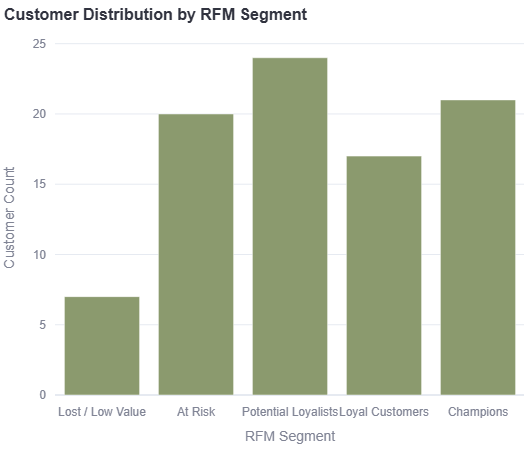 Customer Distribution by RFM Segment
25
20
15
10
5
0
Customer Count
Lost / Low Value At Risk Potential Loyalists Loyal Customers Champions
RFM Segment